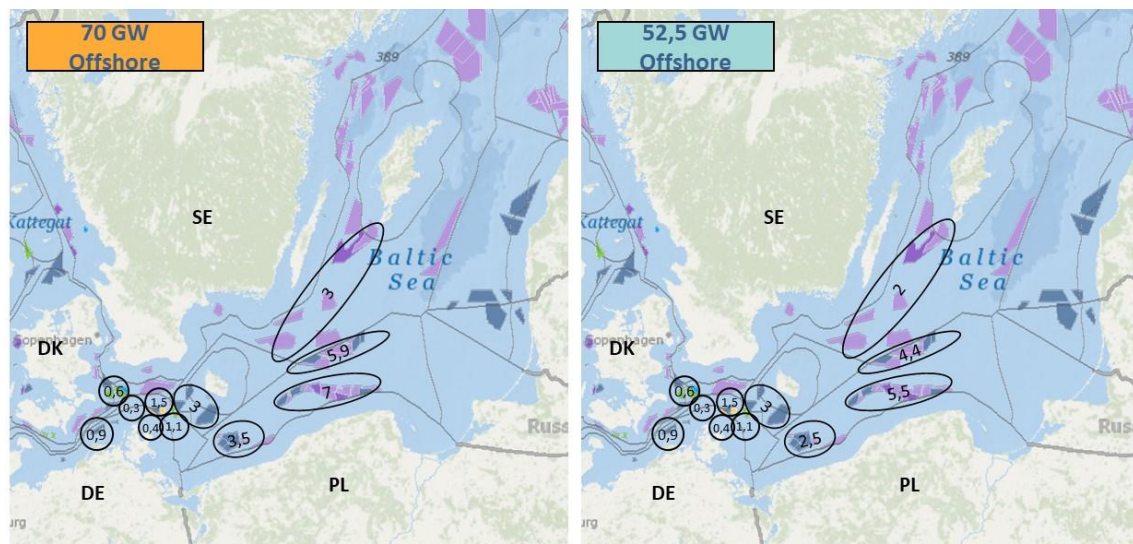 70 GW
Offshore
389
SE
Kattegat
Baltic
Sea
3
DK
openhagen
5,9
0,6
7
0,3
1,5
3
0,9
0,4
1,1
3,5
Russ
DE
PL
urg
52,5 GW
Offshore
389
SE
Kattegat
Baltic
Sea
2
DK
openhagen
4,4
0,6
5,5
0,3
1,5
3
0,9
0,4
1,1
2,5
Russ
DE
PL
urg